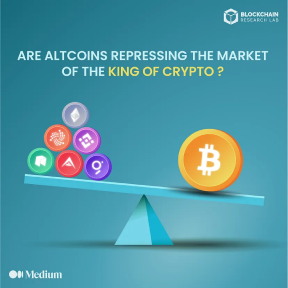 BLOCKCHAIN
RESEARCH LAB
ARE ALTCOINS REPRESSING THE MARKET
OF THE KING OF CRYPTO ?
Medium